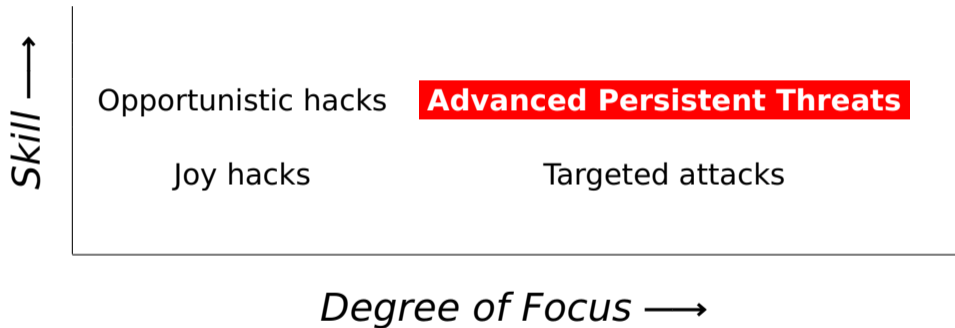 Skill
Opportunistic hacks
Advanced Persistent Threats
Joy hacks
Targeted attacks
Degree of Focus